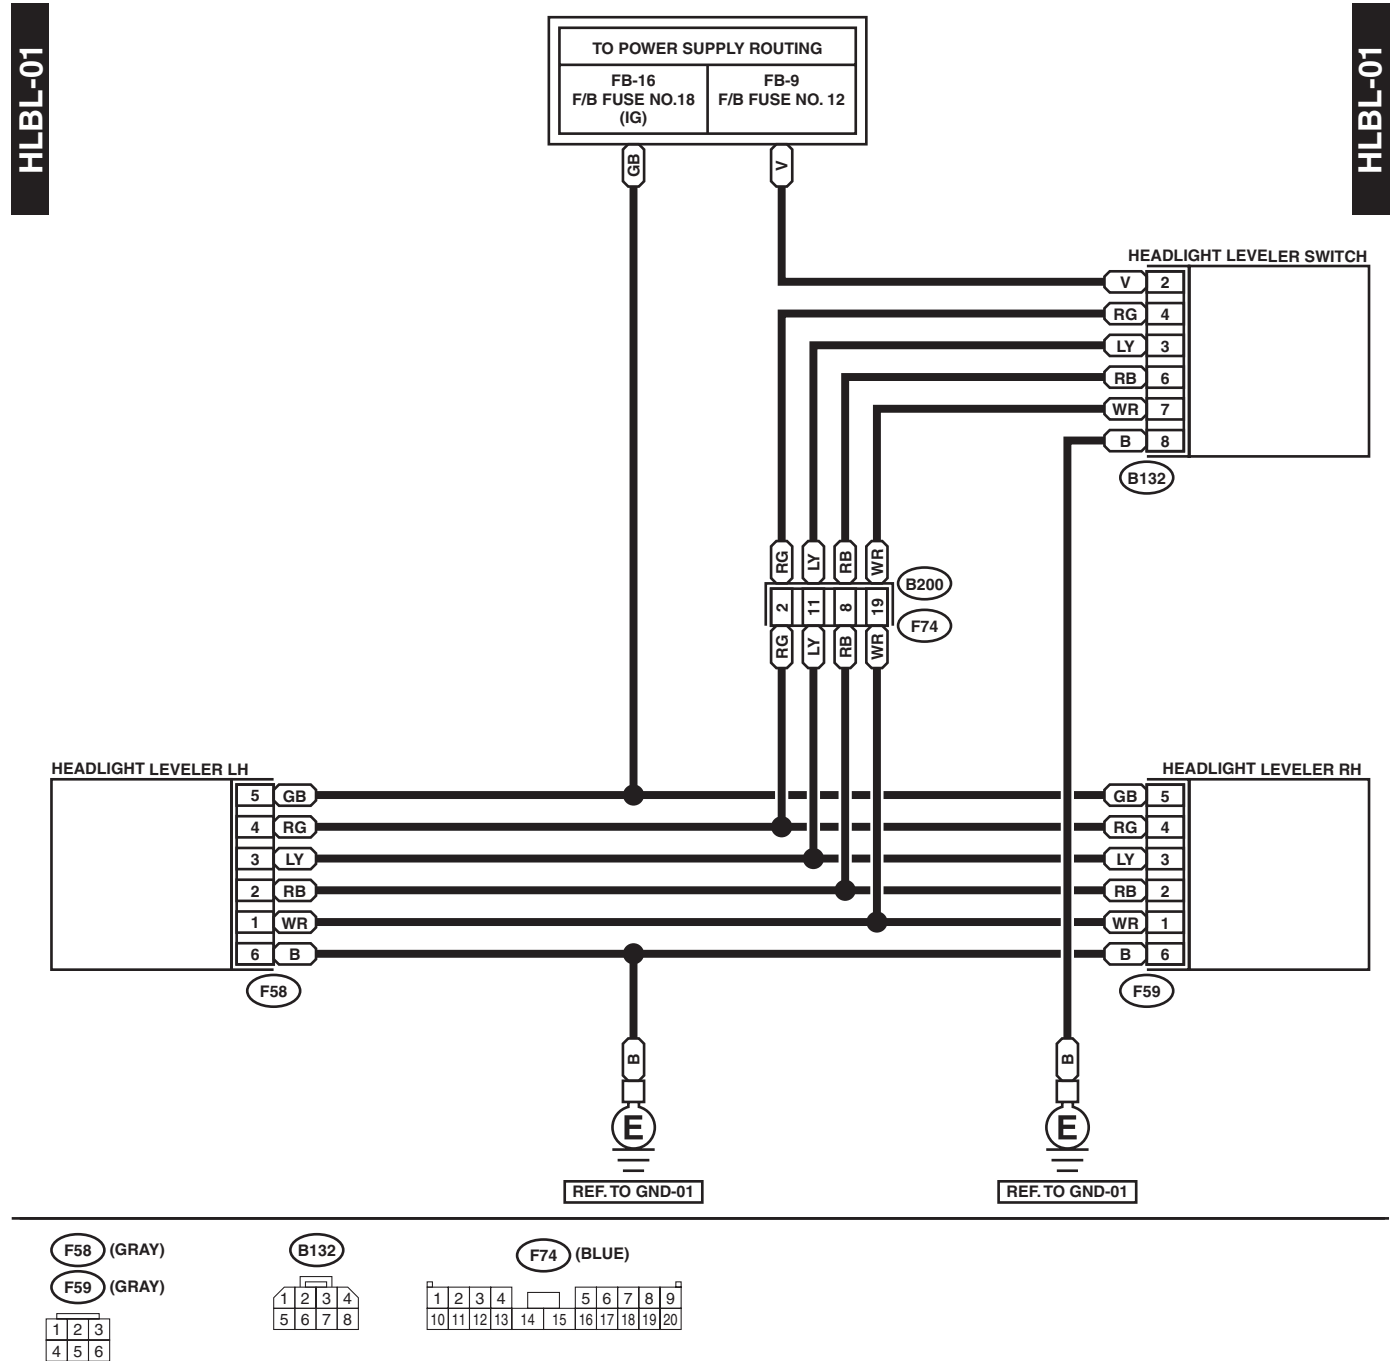 HLBL-01
HLBL-01
TO POWER SUPPLY ROUTING
FB-16
F/B FUSE NO.18
(IG)
FB-9
F/B FUSE NO. 12
GB
V
HEADLIGHT LEVELER SWITCH
V 2
RG 4
LY 3
RB 6
WR 7
B 8
B132
RG LY RB WR
B200
2 11 8 19
F74
RG LY RB WR
HEADLIGHT LEVELER LH
5 GB
4 RG
3 LY
2 RB
1 WR
6 B
F58
HEADLIGHT LEVELER RH
GB 5
RG 4
LY 3
RB 2
WR 1
B 6
F59
B
B
E
E
REF. TO GND-01
REF. TO GND-01
F58 (GRAY)
F59 (GRAY)
1 2 3
4 5 6
B132
1 2 3 4
5 6 7 8
F74 (BLUE)
1 2 3 4 5 6 7 8 9
10 11 12 13 14 15 16 17 18 19 20